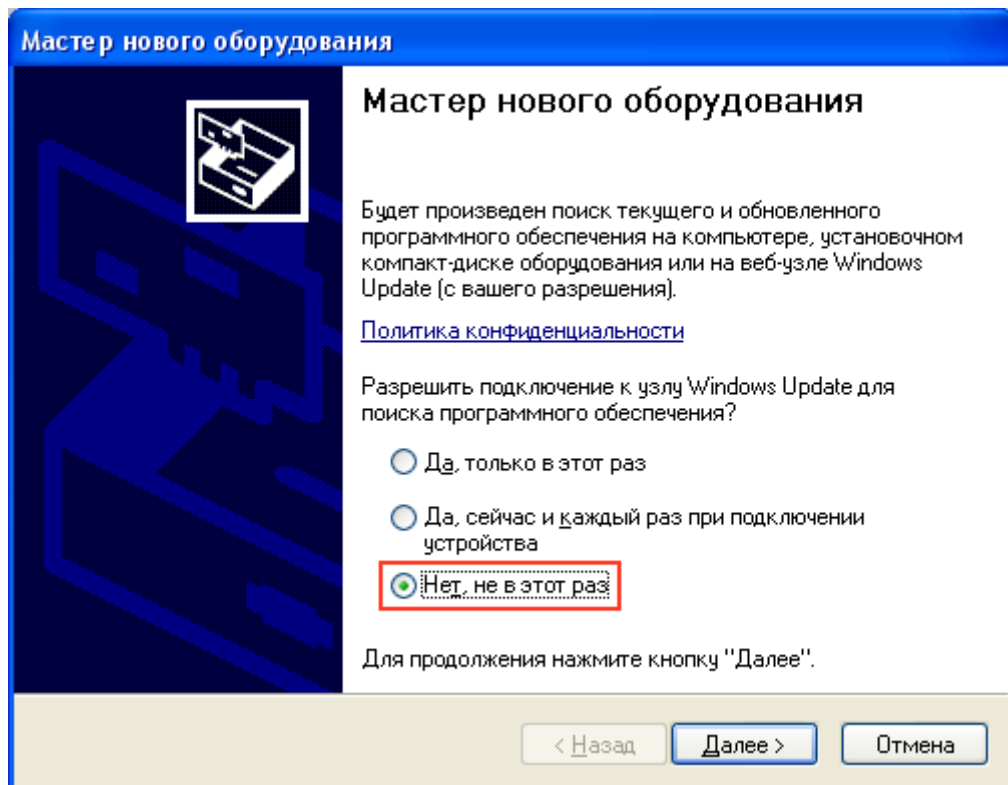 Мастер нового оборудования
Мастер нового оборудования
Будет произведен поиск текущего и обновленного
программного обеспечения на компьютере, установочном
компакт-диске оборудования или на веб-узле Windows
Update (с вашего разрешения).
Политика конфиденциальности
Разрешить подключение к узлу Windows Update для
поиска программного обеспечения?
Да, только в этот раз
Да, сейчас и каждый раз при подключении
устройства
Нет, не в этот раз
Для продолжения нажмите кнопку "Далее".
< Назад
Далее >
Отмена